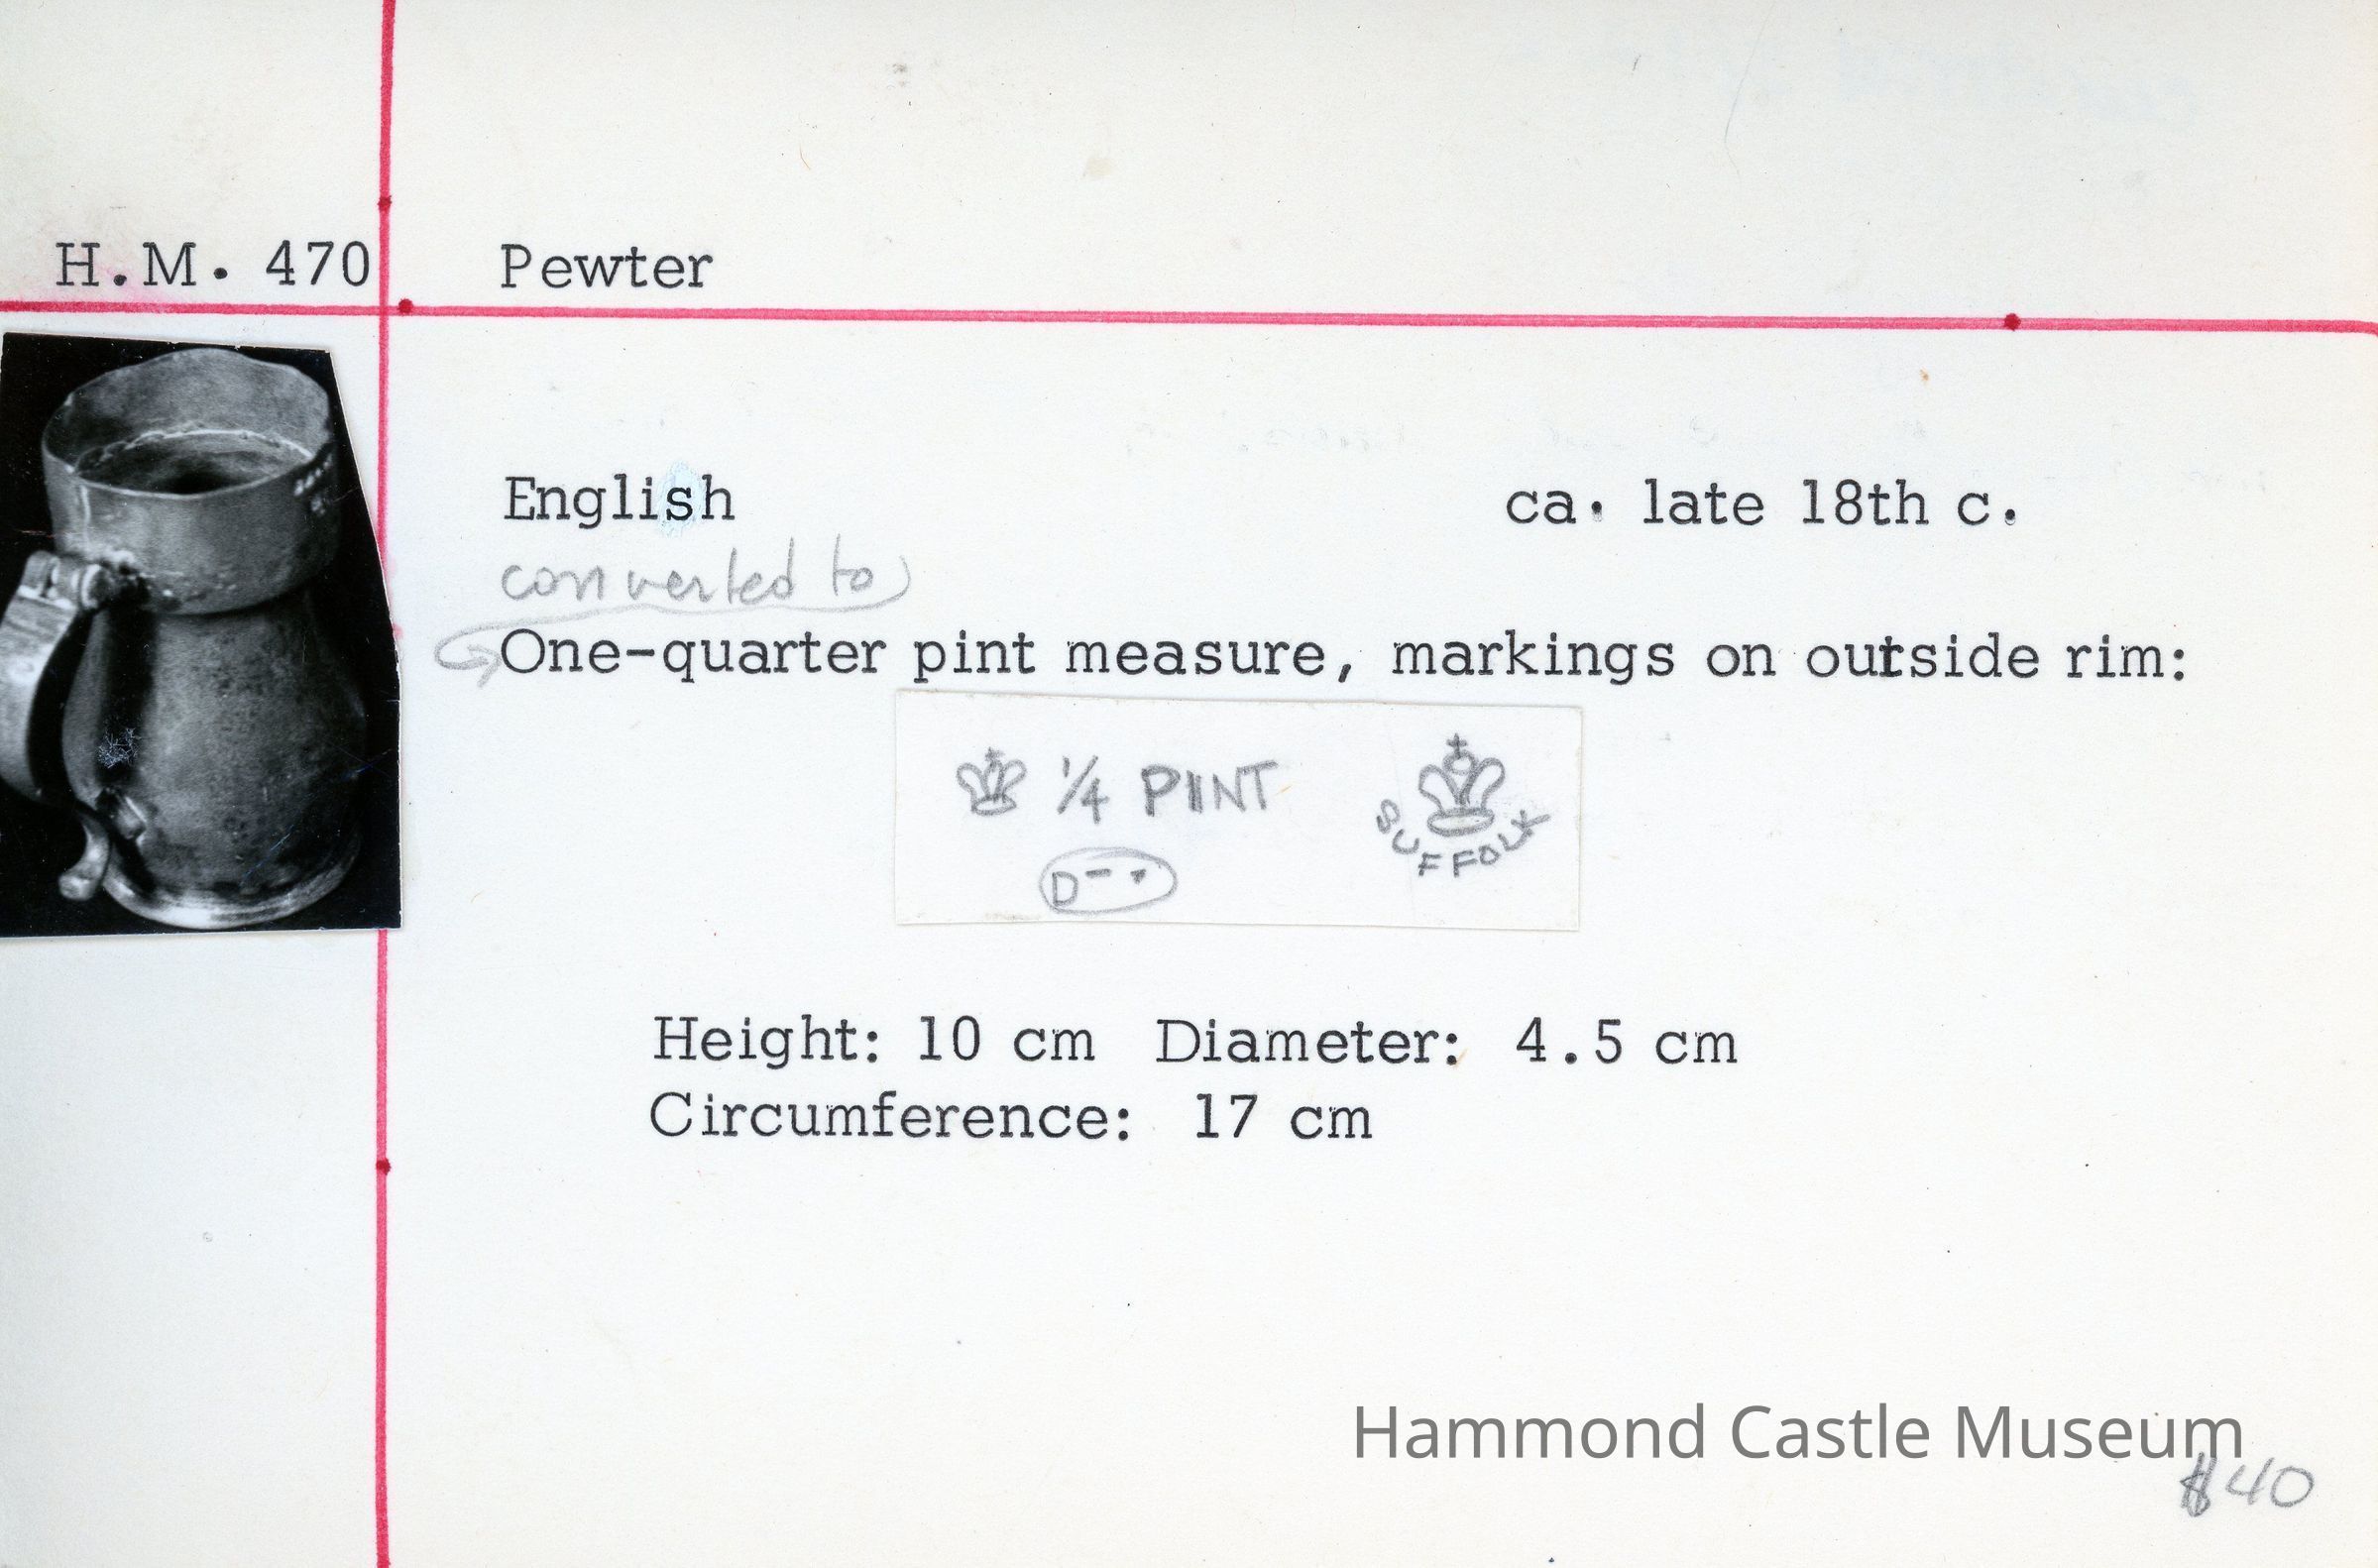 H.M. 470 Pewter
English ca. late 18th c.
converted to
One-quarter pint measure, markings on outside rim:
1/4 PINT
D
SUFFOLK
Height: 10 cm Diameter: 4.5 cm
Circumference: 17 cm
Hammond Castle Museum
$40